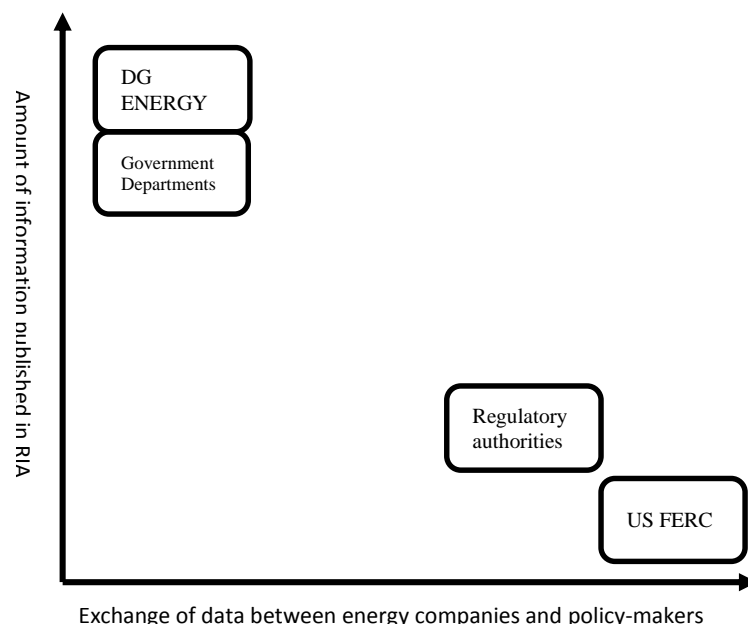 DG
ENERGY
Government
Departments
Amount of information published in RIA
Regulatory
authorities
US FERC
Exchange of data between energy companies and policy-makers